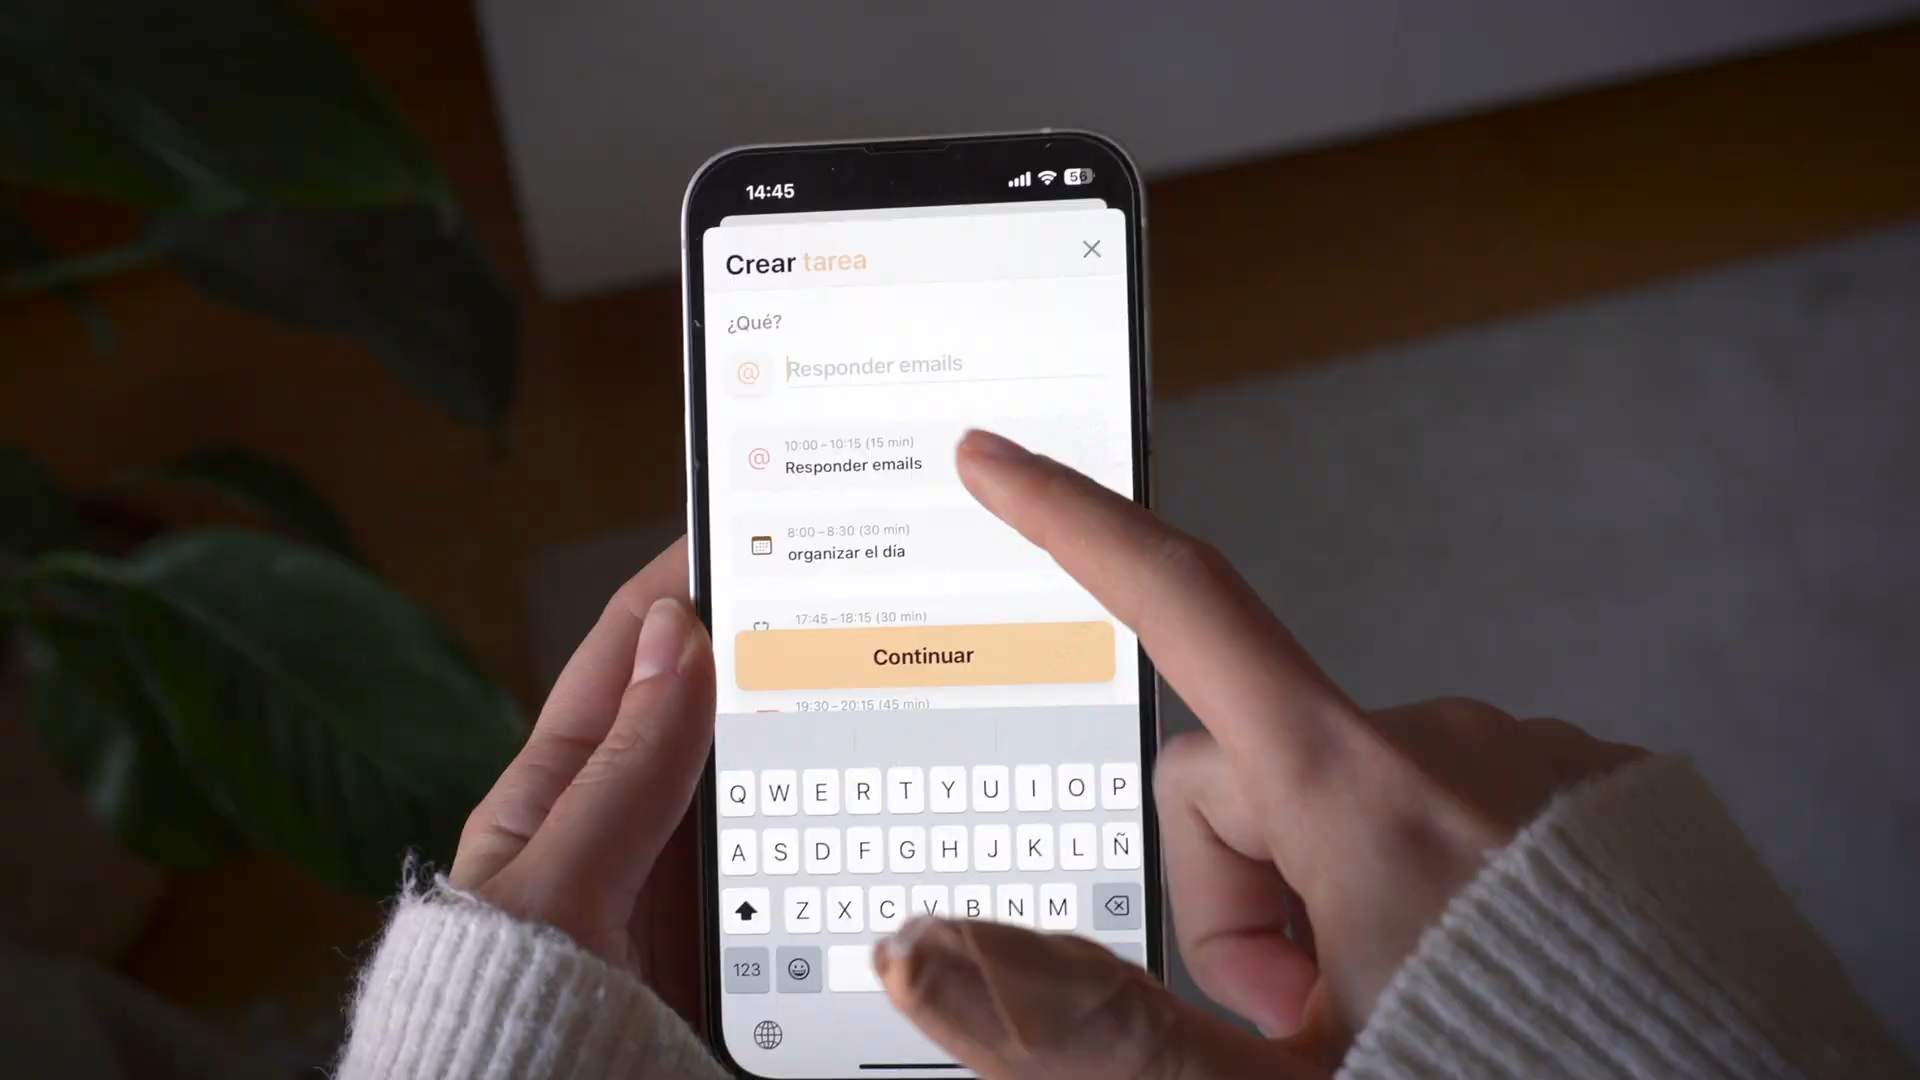 14:45
56
Crear tarea
¿Qué?
@ Responder emails
10:00–10:15 (15 min)
@ Responder emails
8:00–8:30 (30 min)
organizar el día
17:45–18:15 (30 min)
Continuar
19:30–20:15 (45 min)
Q W E R T Y U I O P
A S D F G H J K L Ñ
Z X C V B N M
123